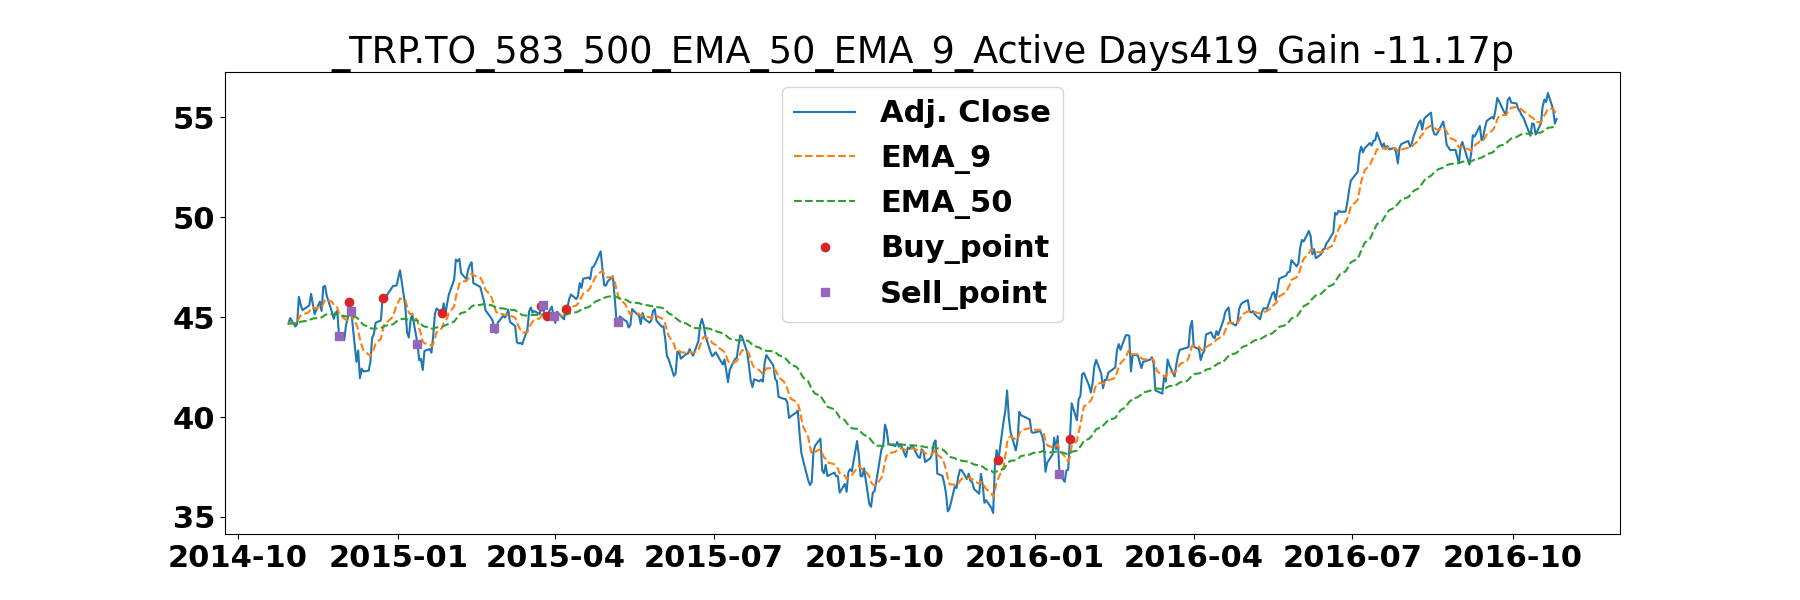 _TRP.TO_583_500_EMA_50_EMA_9_Active Days419_Gain -11.17p
55
50
45
40
35
Adj. Close
EMA_9
EMA_50
Buy_point
Sell_point
2014-10 2015-01 2015-04 2015-07 2015-10 2016-01 2016-04 2016-07 2016-10